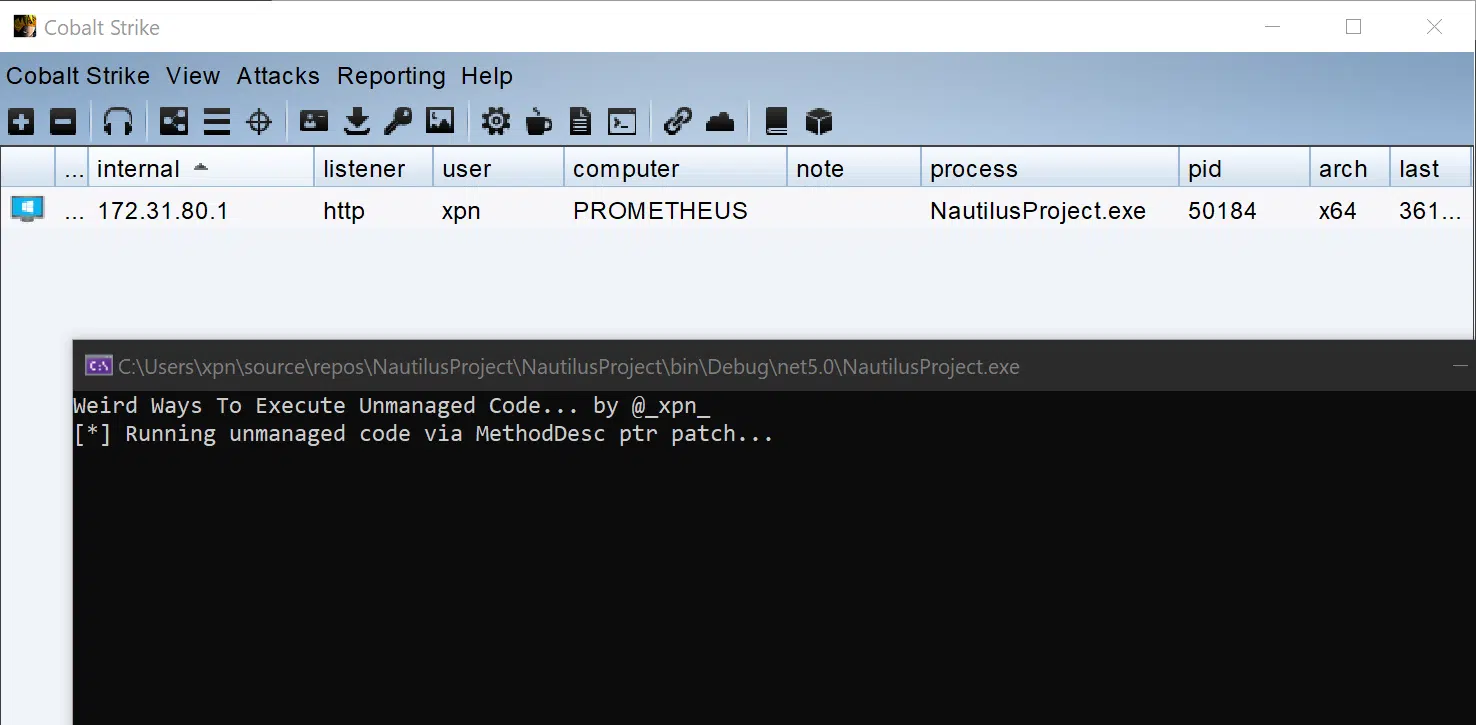 Cobalt Strike
Cobalt Strike View Attacks Reporting Help
... internal listener user computer note process pid arch last
... 172.31.80.1 http xpn PROMETHEUS NautilusProject.exe 50184 x64 361...
C:\Users\xpn\source\repos\NautilusProject\NautilusProject\bin\Debug\net5.0\NautilusProject.exe
Weird Ways To Execute Unmanaged Code... by @_xpn_
[*] Running unmanaged code via MethodDesc ptr patch...